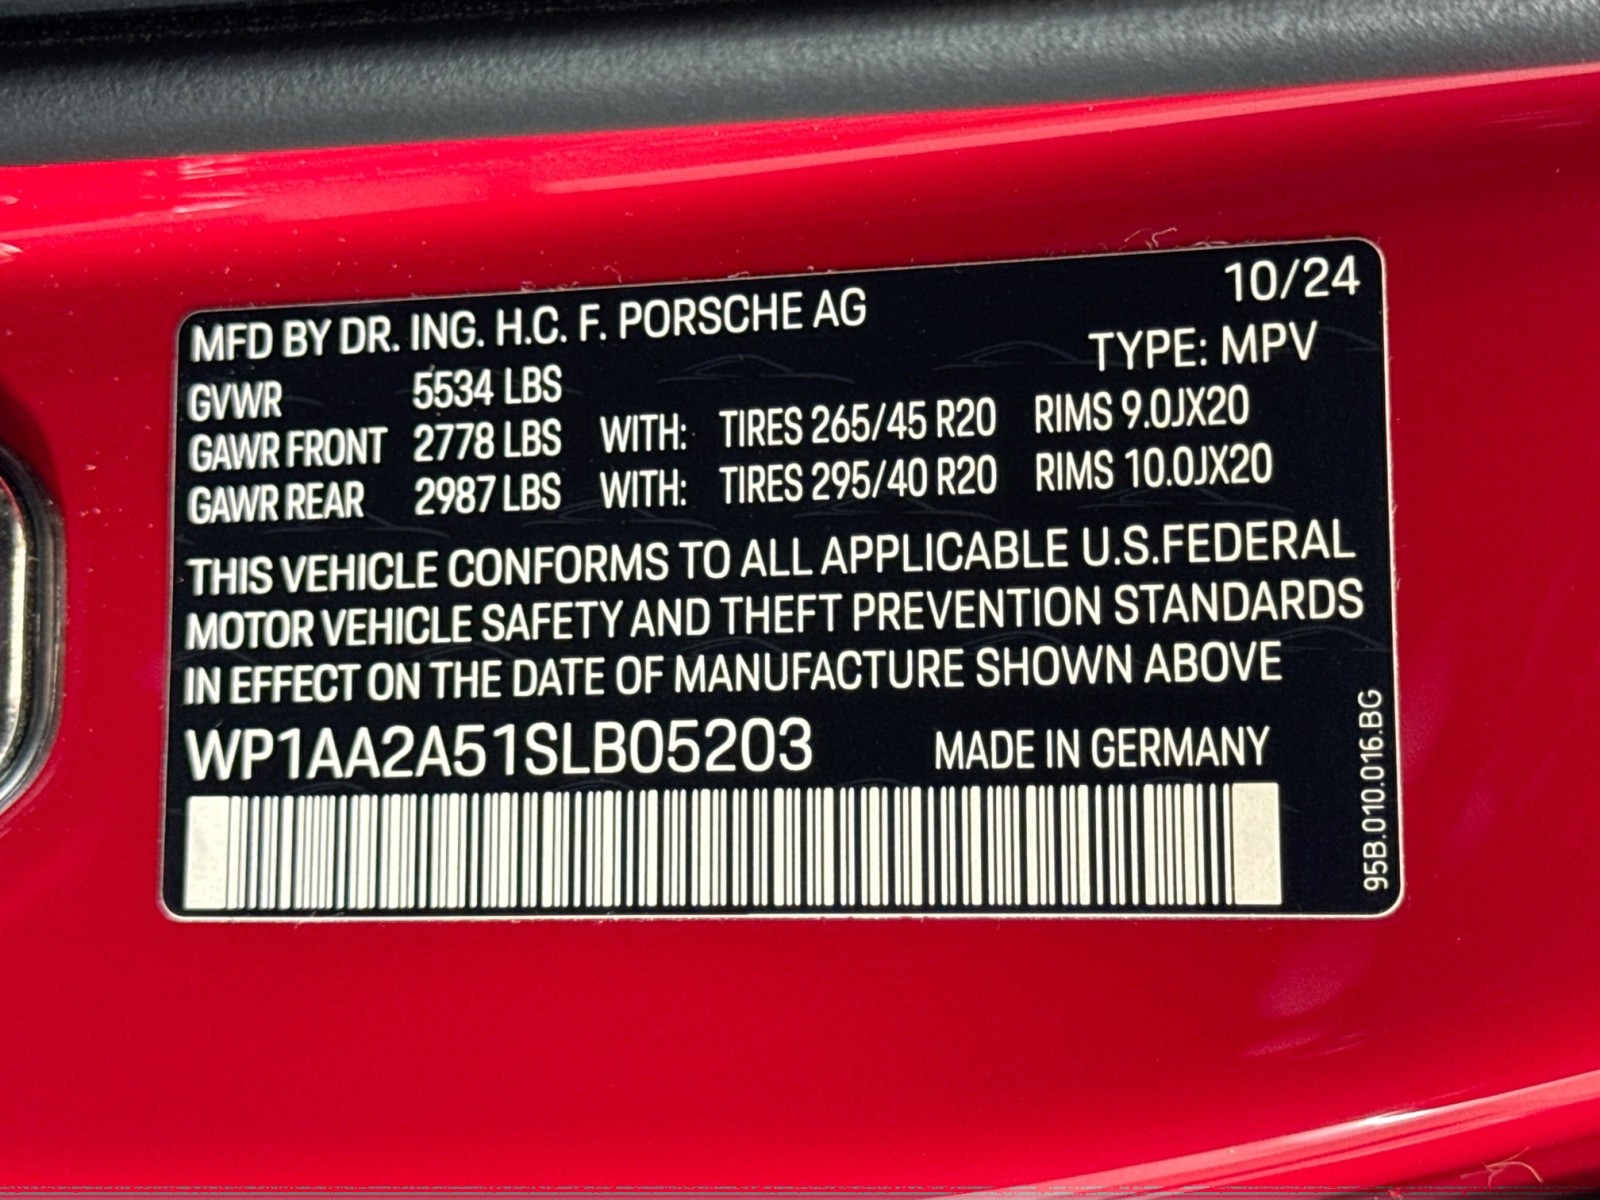 10/24
MFD BY DR. ING. H.C. F. PORSCHE AG
TYPE: MPV
GVWR 5534 LBS
GAWR FRONT 2778 LBS WITH: TIRES 265/45 R20 RIMS 9.0JX20
GAWR REAR 2987 LBS WITH: TIRES 295/40 R20 RIMS 10.0JX20
THIS VEHICLE CONFORMS TO ALL APPLICABLE U.S.FEDERAL
MOTOR VEHICLE SAFETY AND THEFT PREVENTION STANDARDS
IN EFFECT ON THE DATE OF MANUFACTURE SHOWN ABOVE
WP1AA2A51SLB05203 MADE IN GERMANY
95B.010.016.BG